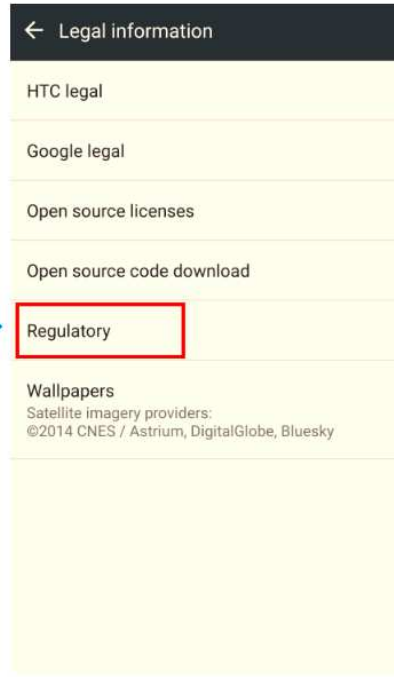 Legal information
HTC legal
Google legal
Open source licenses
Open source code download
Regulatory
Wallpapers
Satellite imagery providers:
©2014 CNES / Astrium, DigitalGlobe, Bluesky